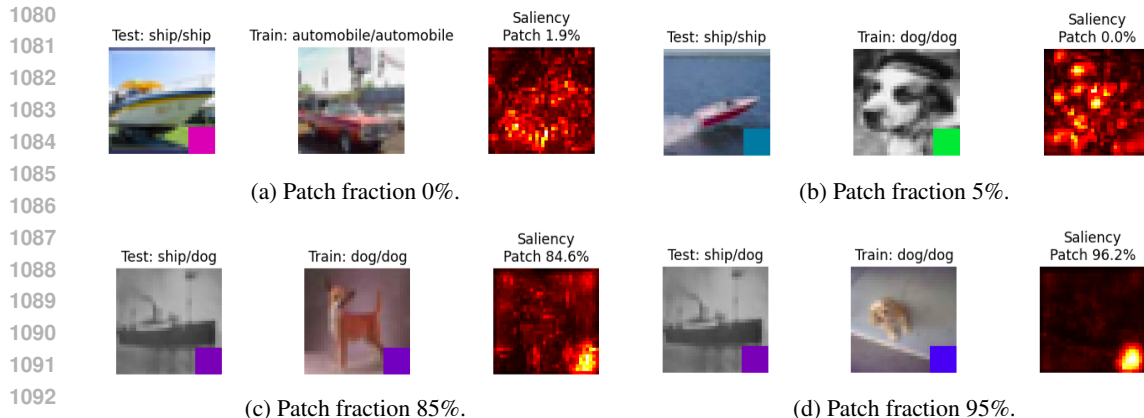 1080
1081
1082
1083
1084
1085
1086
1087
1088
1089
1090
1091
1092
Test: ship/ship
Train: automobile/automobile
Saliency
Patch 1.9%
(a) Patch fraction 0%.
Test: ship/ship
Train: dog/dog
Saliency
Patch 0.0%
(b) Patch fraction 5%.
Test: ship/dog
Train: dog/dog
Saliency
Patch 84.6%
(c) Patch fraction 85%.
Test: ship/dog
Train: dog/dog
Saliency
Patch 96.2%
(d) Patch fraction 95%.